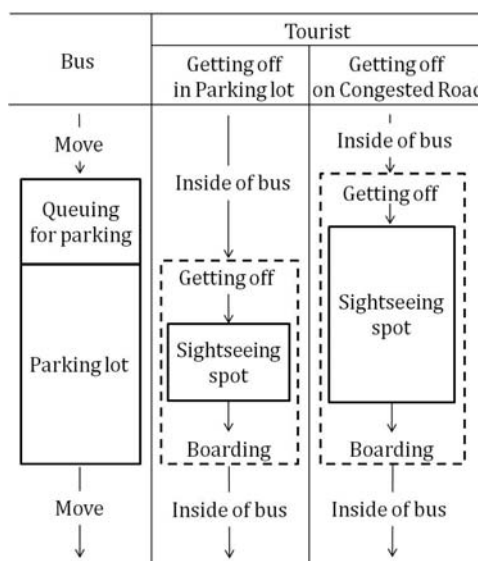 Bus
Tourist
Getting off
in Parking lot
Getting off
on Congested Road
Move
Queuing
for parking
Parking lot
Move
Inside of bus
Getting off
Sightseeing
spot
Boarding
Inside of bus
Inside of bus
Getting off
Sightseeing
spot
Boarding
Inside of bus